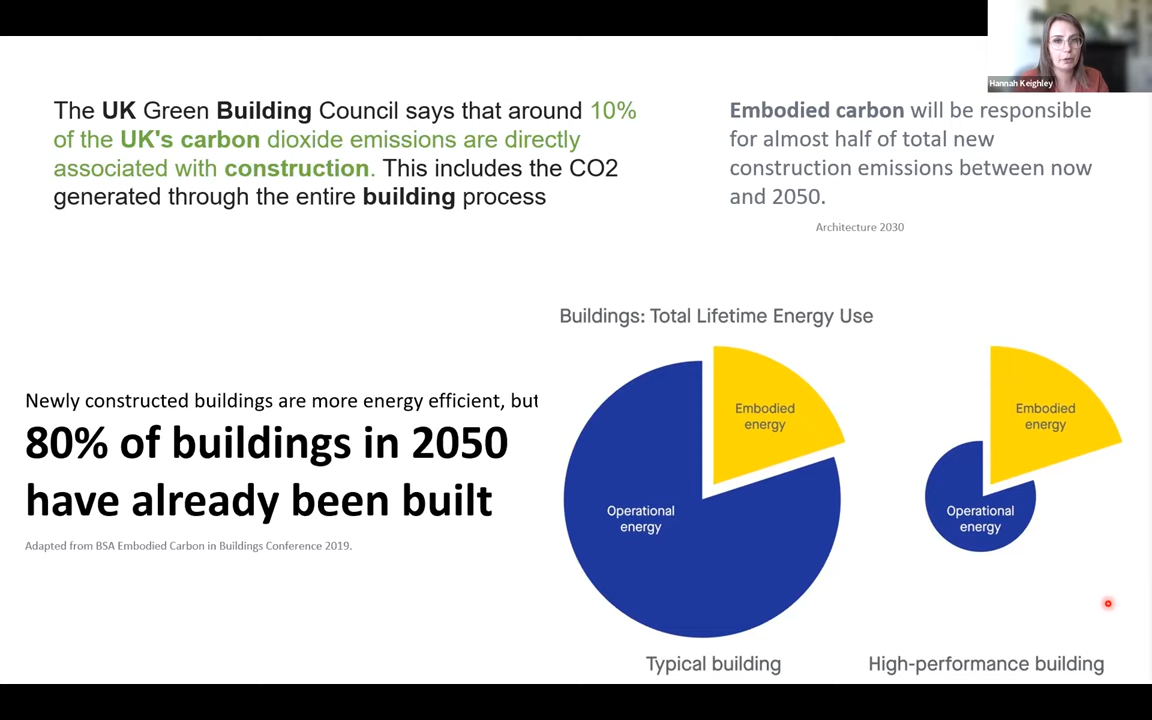 Hannah Keighley
The UK Green Building Council says that around 10%
of the UK's carbon dioxide emissions are directly
associated with construction. This includes the CO2
generated through the entire building process
Embodied carbon will be responsible
for almost half of total new
construction emissions between now
and 2050.
Architecture 2030
Newly constructed buildings are more energy efficient, but
80% of buildings in 2050
have already been built
Adapted from BSA Embodied Carbon in Buildings Conference 2019.
Buildings: Total Lifetime Energy Use
Embodied
energy
Operational
energy
Typical building
Embodied
energy
Operational
energy
High-performance building